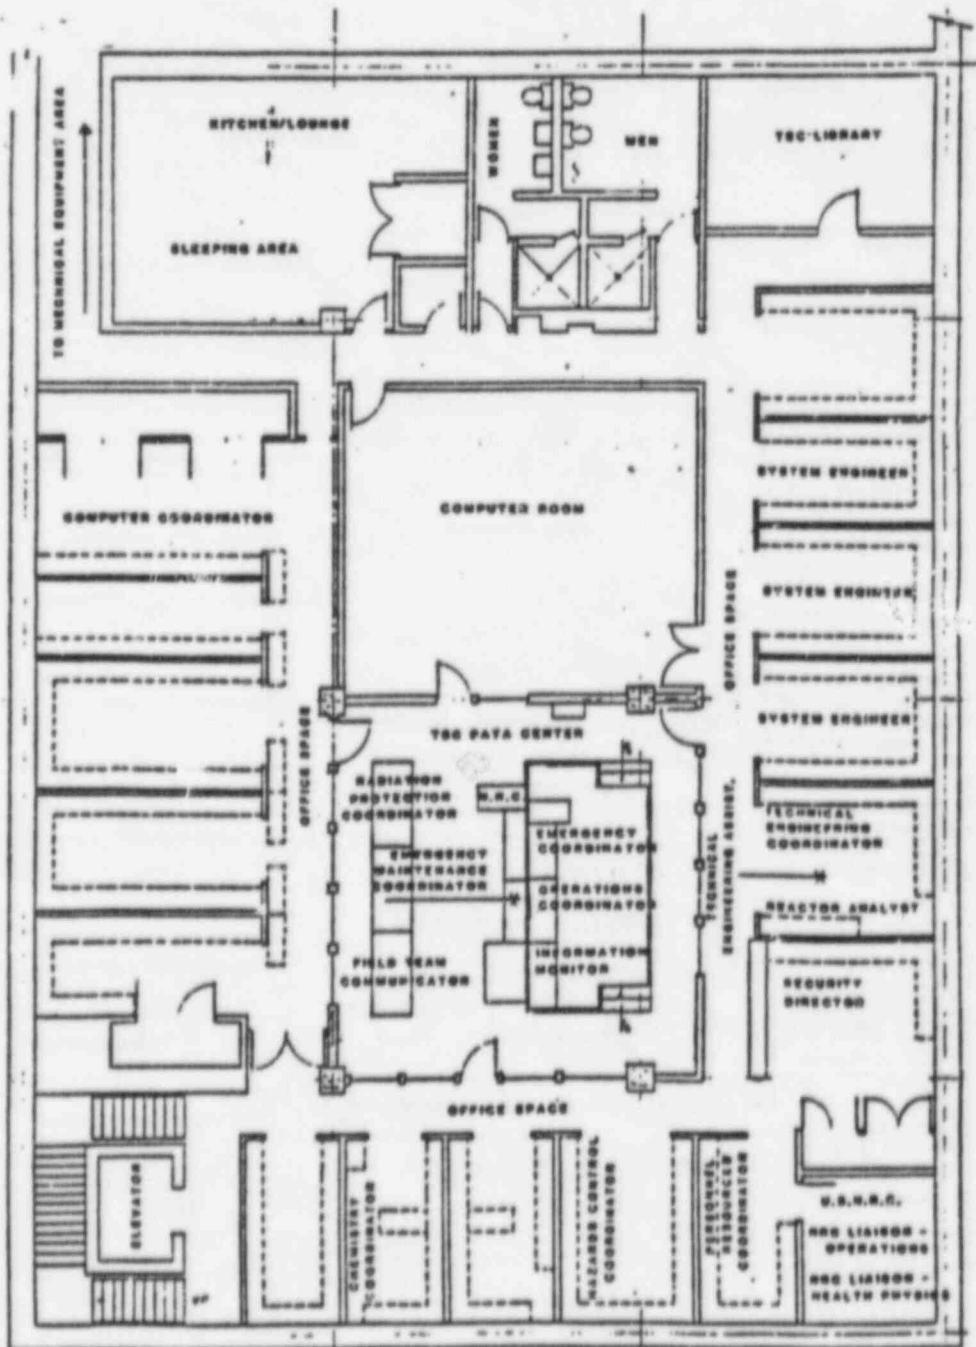 TO MECHANICAL EQUIPMENT AREA
KITCHEN/LOUNGE
SLEEPING AREA
WOMEN
MEN
TSC-LIBRARY
COMPUTER COORDINATOR
COMPUTER ROOM
SYSTEM ENGINEER
SYSTEM ENGINEER
SYSTEM ENGINEER
OFFICE SPACE
OFFICE SPACE
TSC DATA CENTER
RADIATION
PROTECTION
COORDINATOR
N.R.C.
EMERGENCY
COORDINATOR
EMERGENCY
MAINTENANCE
COORDINATOR
OPERATIONS
COORDINATOR
FIELD TEAM
COMMUNICATOR
INFORMATION
MONITOR
TECHNICAL
ENGINEERING ASSIST.
TECHNICAL
ENGINEERING
COORDINATOR
REACTOR ANALYST
SECURITY
DIRECTOR
OFFICE SPACE
ELEVATOR
UP
CHEMISTRY
COORDINATOR
HAZARDS CONTROL
COORDINATOR
PERSONNEL
RESOURCES
COORDINATOR
U.S.N.R.C.
NRC LIAISON -
OPERATIONS
NRC LIAISON -
HEALTH PHYSICS